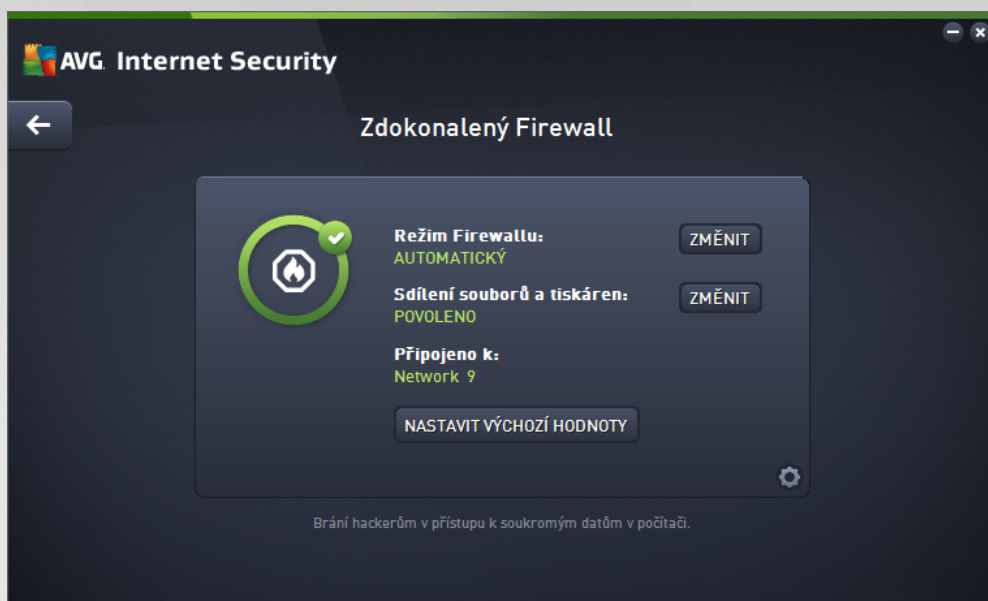 AVG Internet Security
Zdokonalený Firewall
Režim Firewallu:
AUTOMATICKÝ
ZMĚNIT
Sdílení souborů a tiskáren:
POVOLENO
ZMĚNIT
Připojeno k:
Network 9
NASTAVIT VÝCHOZÍ HODNOTY
Brání hackerům v přístupu k soukromým datům v počítači.